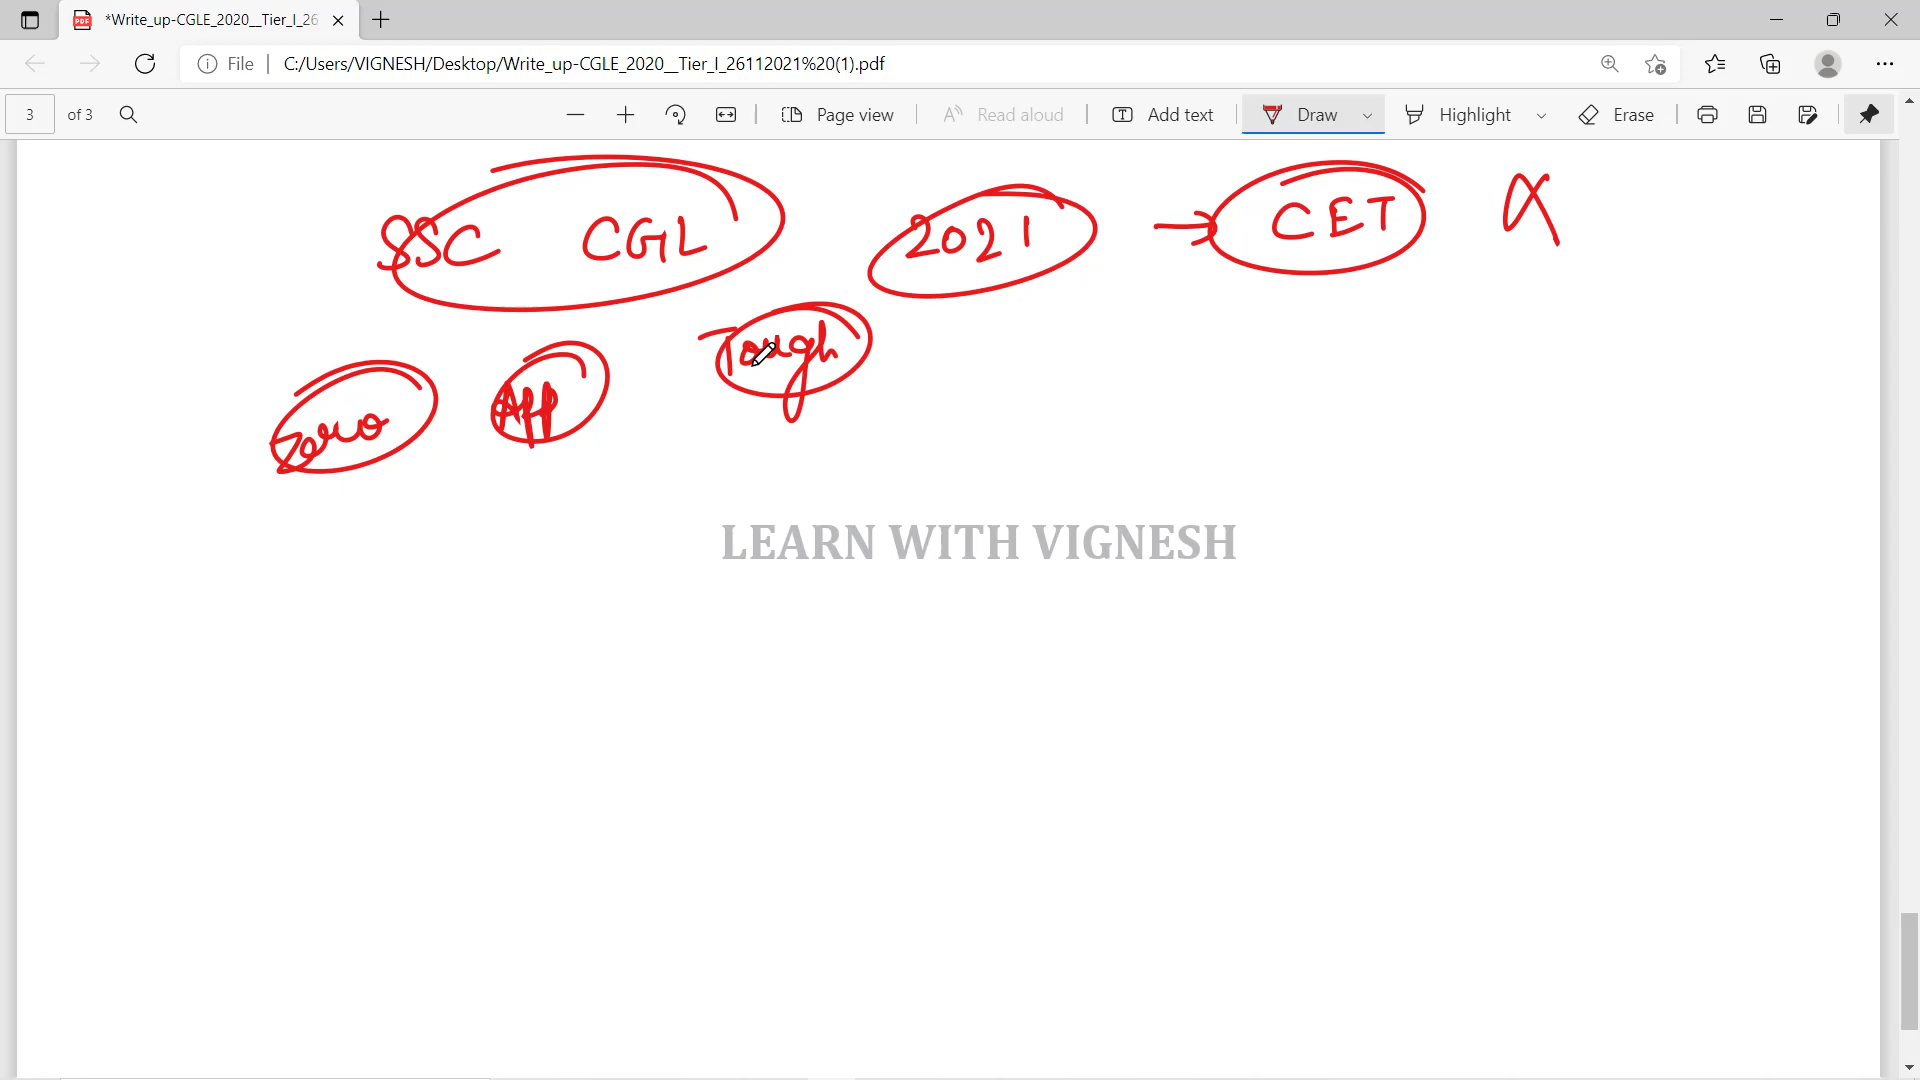 *Write_up-CGLE_2020__Tier_I_26
File C:/Users/VIGNESH/Desktop/Write_up-CGLE_2020__Tier_I_26112021%20(1).pdf
3 of 3 Page view Read aloud Add text Draw Highlight Erase
SSC CGL 2021 → CET
Tough
Zero App
LEARN WITH VIGNESH